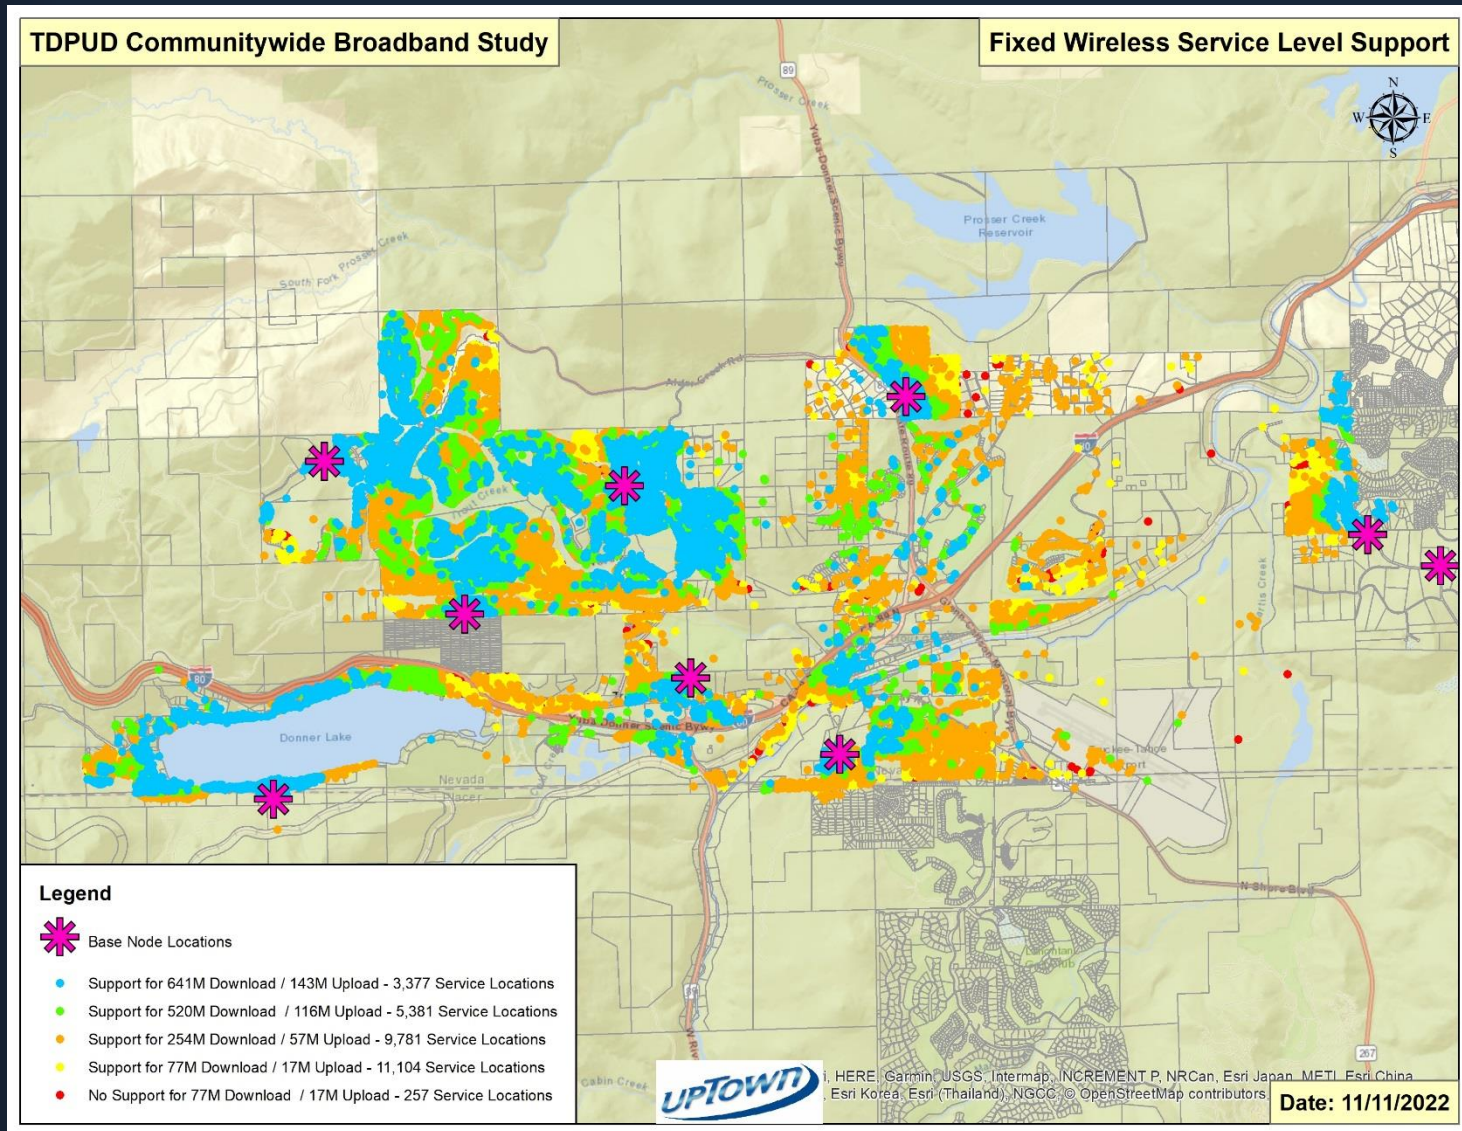 TDPUD Communitywide Broadband Study
Fixed Wireless Service Level Support
N
W E
S
89
Prosser Creek
Yuba Donner Scenic Bywy
Prosser Creek
Reservoir
South Fork Prosser Creek
Alder Creek Rd
80
Trout Creek
80
Donner Lake
Yuba Donner Scenic Byw
Nevada
Placer
N Shore Blvd
Club
89
W Riv
Cabin Creek
267
Legend
Base Node Locations
Support for 641M Download / 143M Upload - 3,377 Service Locations
Support for 520M Download / 116M Upload - 5,381 Service Locations
Support for 254M Download / 57M Upload - 9,781 Service Locations
Support for 77M Download / 17M Upload - 11,104 Service Locations
No Support for 77M Download / 17M Upload - 257 Service Locations
UPTOWN
i, HERE, Garmin, USGS, Intermap, INCREMENT P, NRCan, Esri Japan, METI, Esri China
, Esri Korea, Esri (Thailand), NGCC, © OpenStreetMap contributors,
Date: 11/11/2022